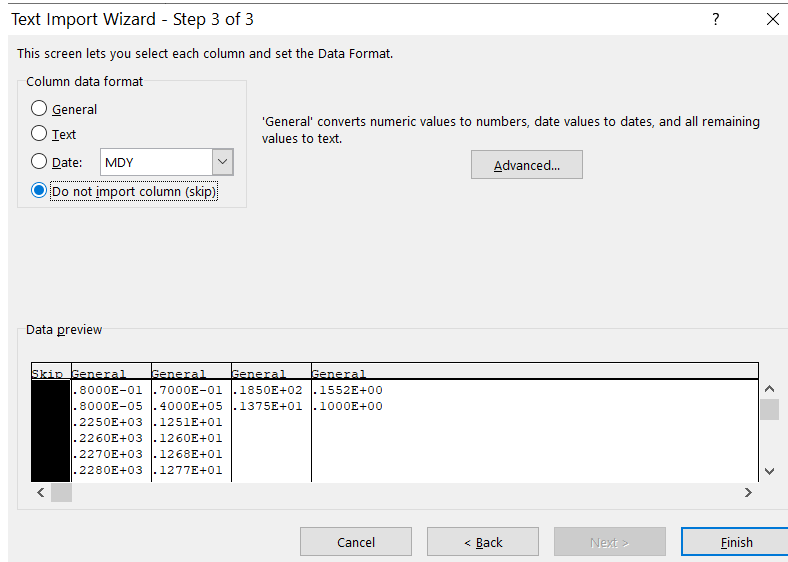 Text Import Wizard - Step 3 of 3 ?
This screen lets you select each column and set the Data Format.
Column data format
General
Text
Date: MDY
Do not import column (skip)
'General' converts numeric values to numbers, date values to dates, and all remaining
values to text.
Advanced...
Data preview
Skip General General General General
.8000E-01 .7000E-01 .1850E+02 .1552E+00
.8000E-05 .4000E+05 .1375E+01 .1000E+00
.2250E+03 .1251E+01
.2260E+03 .1260E+01
.2270E+03 .1268E+01
.2280E+03 .1277E+01
Cancel < Back Next > Finish